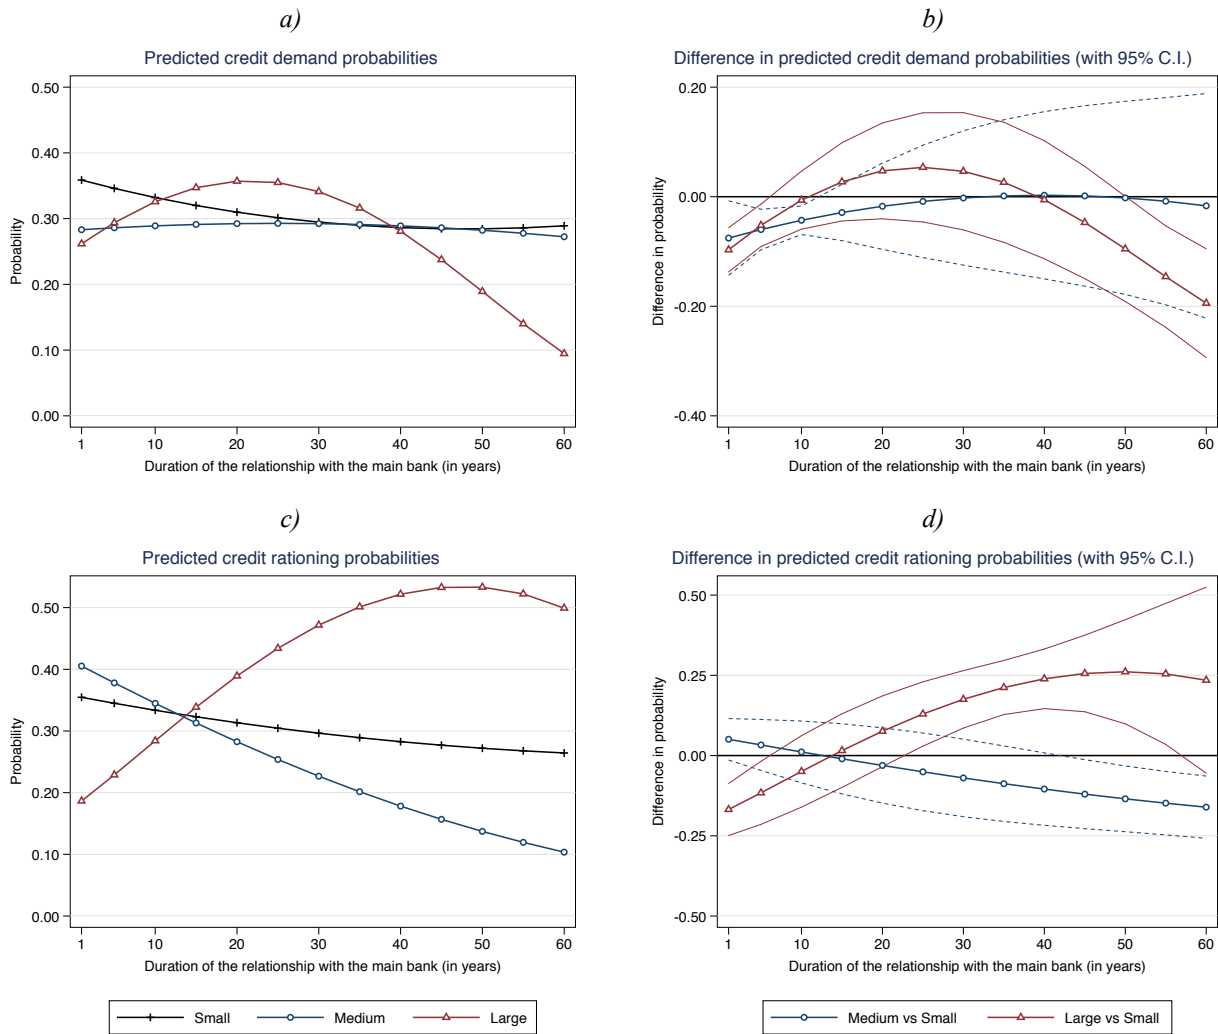 a)
Predicted credit demand probabilities
0.50
0.40
0.30
0.20
0.10
0.00
Probability
1 10 20 30 40 50 60
Duration of the relationship with the main bank (in years)
b)
Difference in predicted credit demand probabilities (with 95% C.I.)
0.20
0.00
-0.20
-0.40
Difference in probability
1 10 20 30 40 50 60
Duration of the relationship with the main bank (in years)
c)
Predicted credit rationing probabilities
0.50
0.40
0.30
0.20
0.10
0.00
Probability
1 10 20 30 40 50 60
Duration of the relationship with the main bank (in years)
Small Medium Large
d)
Difference in predicted credit rationing probabilities (with 95% C.I.)
0.50
0.25
0.00
-0.25
-0.50
Difference in probability
1 10 20 30 40 50 60
Duration of the relationship with the main bank (in years)
Medium vs Small Large vs Small